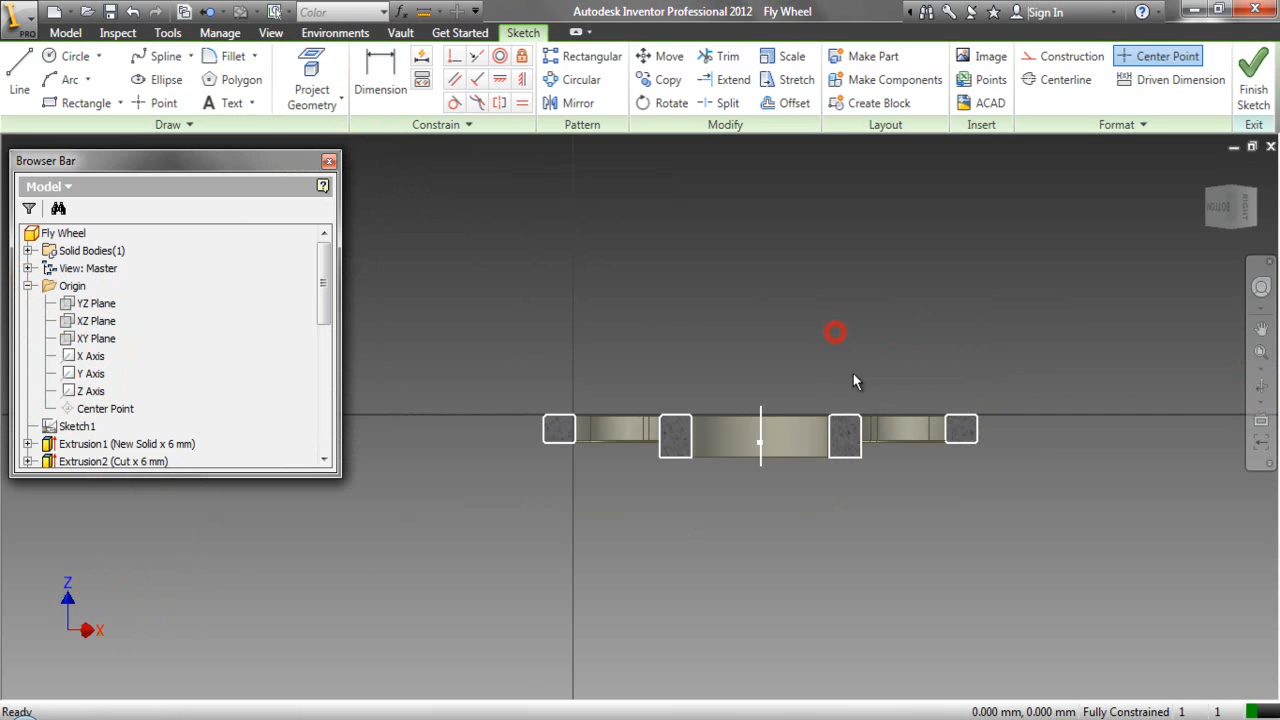 Color
Autodesk Inventor Professional 2012 Fly Wheel
Sign In
PRO
Model Inspect Tools Manage View Environments Vault Get Started Sketch
Line
Circle
Arc
Rectangle
Spline
Ellipse
Point
Fillet
Polygon
Text
Project
Geometry
Dimension
Rectangular
Circular
Mirror
Move
Copy
Rotate
Trim
Extend
Split
Scale
Stretch
Offset
Make Part
Make Components
Create Block
Image
Points
ACAD
Construction
Centerline
Center Point
Driven Dimension
Finish
Sketch
Draw Constrain Pattern Modify Layout Insert Format Exit
Browser Bar
Model
Fly Wheel
Solid Bodies(1)
View: Master
Origin
YZ Plane
XZ Plane
XY Plane
X Axis
Y Axis
Z Axis
Center Point
Sketch1
Extrusion1 (New Solid x 6 mm)
Extrusion2 (Cut x 6 mm)
BOTTOM
RIGHT
Z
X
Ready
0.000 mm, 0.000 mm Fully Constrained 1 1